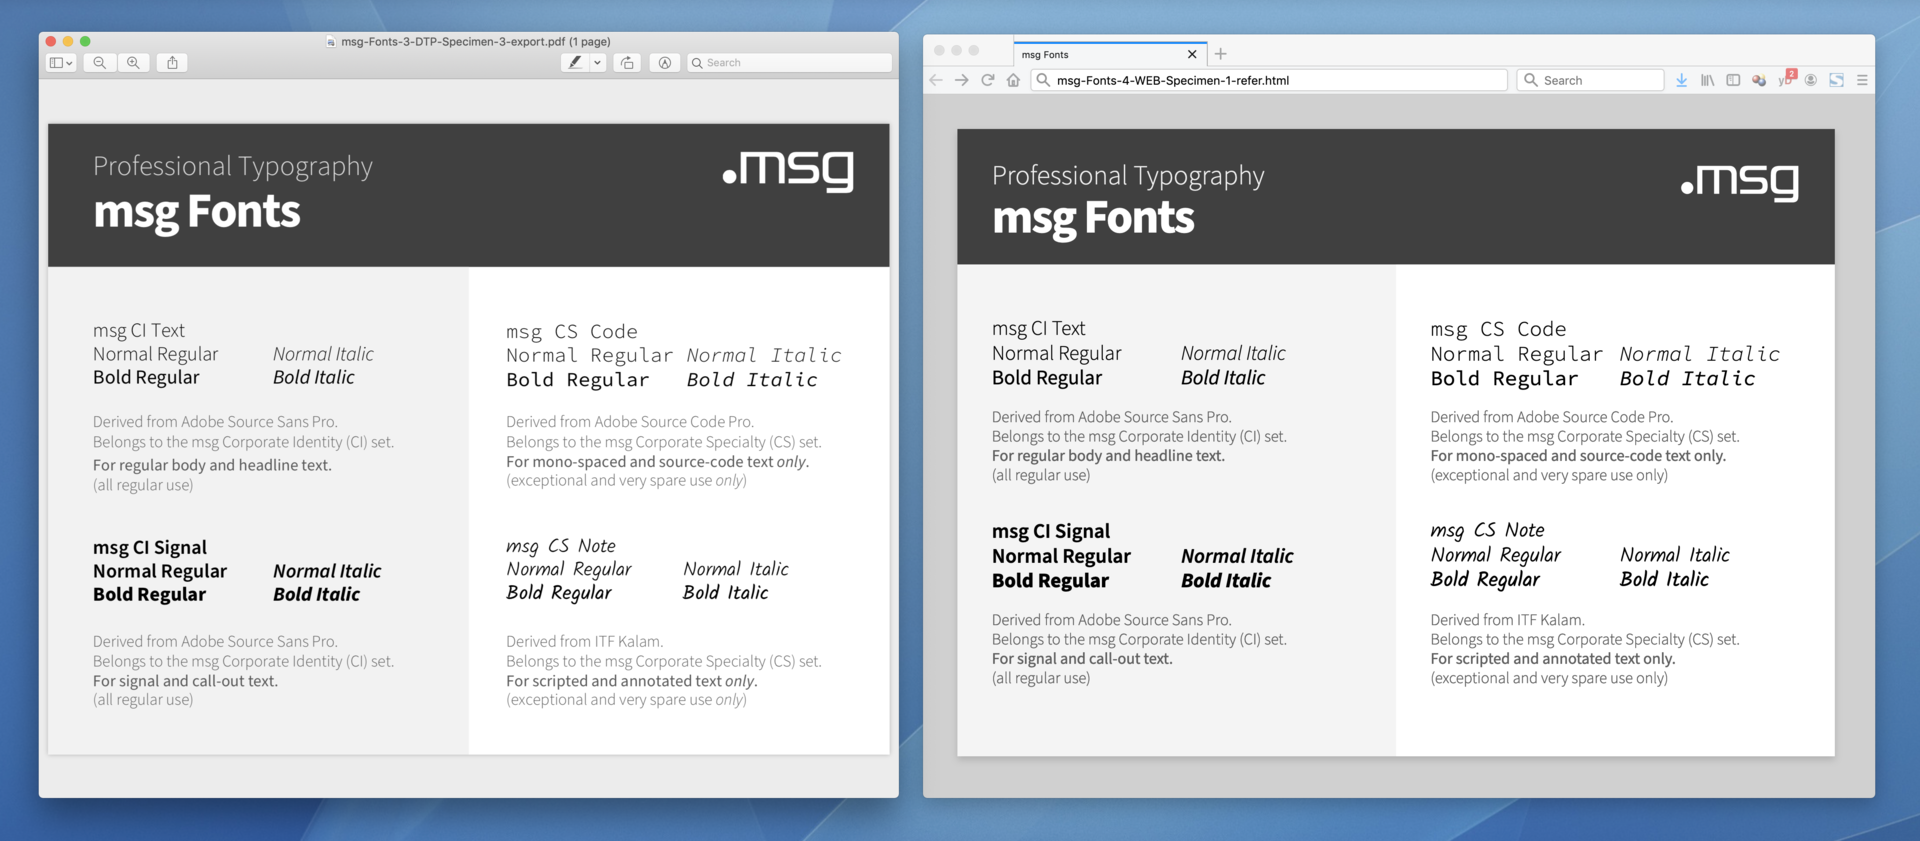 msg-Fonts-3-DTP-Specimen-3-export.pdf (1 page)
Search
Professional Typography
msg Fonts
.msg
msg CI Text
Normal Regular Normal Italic
Bold Regular Bold Italic
Derived from Adobe Source Sans Pro.
Belongs to the msg Corporate Identity (CI) set.
For regular body and headline text.
(all regular use)
msg CI Signal
Normal Regular Normal Italic
Bold Regular Bold Italic
Derived from Adobe Source Sans Pro.
Belongs to the msg Corporate Identity (CI) set.
For signal and call-out text.
(all regular use)
msg CS Code
Normal Regular Normal Italic
Bold Regular Bold Italic
Derived from Adobe Source Code Pro.
Belongs to the msg Corporate Specialty (CS) set.
For mono-spaced and source-code text only.
(exceptional and very spare use only)
msg CS Note
Normal Regular Normal Italic
Bold Regular Bold Italic
Derived from ITF Kalam.
Belongs to the msg Corporate Specialty (CS) set.
For scripted and annotated text only.
(exceptional and very spare use only)
msg Fonts
msg-Fonts-4-WEB-Specimen-1-refer.html
Search
2
Professional Typography
msg Fonts
.msg
msg CI Text
Normal Regular Normal Italic
Bold Regular Bold Italic
Derived from Adobe Source Sans Pro.
Belongs to the msg Corporate Identity (CI) set.
For regular body and headline text.
(all regular use)
msg CI Signal
Normal Regular Normal Italic
Bold Regular Bold Italic
Derived from Adobe Source Sans Pro.
Belongs to the msg Corporate Identity (CI) set.
For signal and call-out text.
(all regular use)
msg CS Code
Normal Regular Normal Italic
Bold Regular Bold Italic
Derived from Adobe Source Code Pro.
Belongs to the msg Corporate Specialty (CS) set.
For mono-spaced and source-code text only.
(exceptional and very spare use only)
msg CS Note
Normal Regular Normal Italic
Bold Regular Bold Italic
Derived from ITF Kalam.
Belongs to the msg Corporate Specialty (CS) set.
For scripted and annotated text only.
(exceptional and very spare use only)